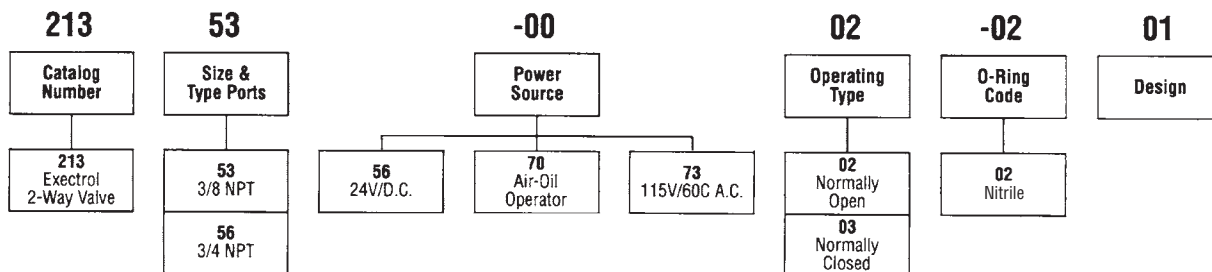 213 53 -00 02 -02 01
Catalog Number
Size & Type Ports
Power Source
Operating Type
O-Ring Code
Design
213
Exectrol
2-Way Valve
53
3/8 NPT
56
3/4 NPT
56
24V/D.C.
70
Air-Oil
Operator
73
115V/60C A.C.
02
Normally
Open
03
Normally
Closed
02
Nitrile